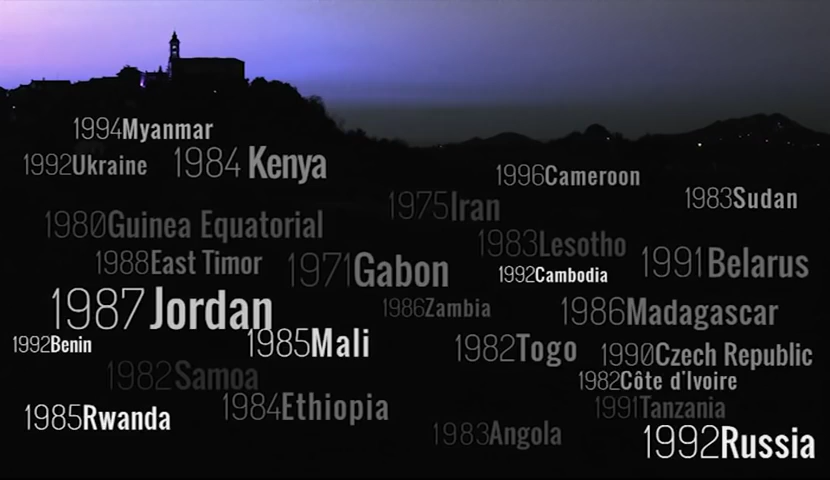 1994Myanmar
1992Ukraine
1984 Kenya
1996Cameroon
1983Sudan
1975Iran
1980Guinea Equatorial
1983Lesotho
1988East Timor
1971Gabon
1992Cambodia
1991Belarus
1987 Jordan
1986Zambia
1986Madagascar
1992Benin
1985Mali
1982Togo
1990Czech Republic
1982Samoa
1982Côte d'Ivoire
1984Ethiopia
1991Tanzania
1985Rwanda
1983Angola
1992Russia